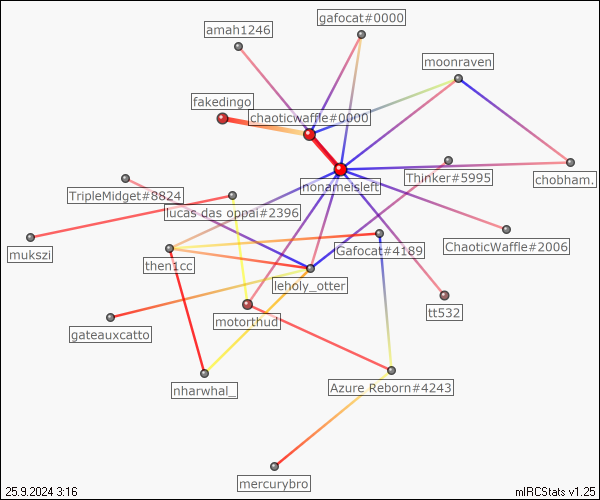 gafocat#0000
amah1246
moonraven
fakedingo
chaoticwaffle#0000
nonameisleft
Thinker#5995
chobham.
TripleMidget#8824
lucas das oppai#2396
mukszi
then1cc
Gafocat#4189
ChaoticWaffle#2006
leholy_otter
motorthud
tt532
gateauxcatto
nharwhal_
Azure Reborn#4243
mercurybro
25.9.2024 3:16
mIRCStats v1.25